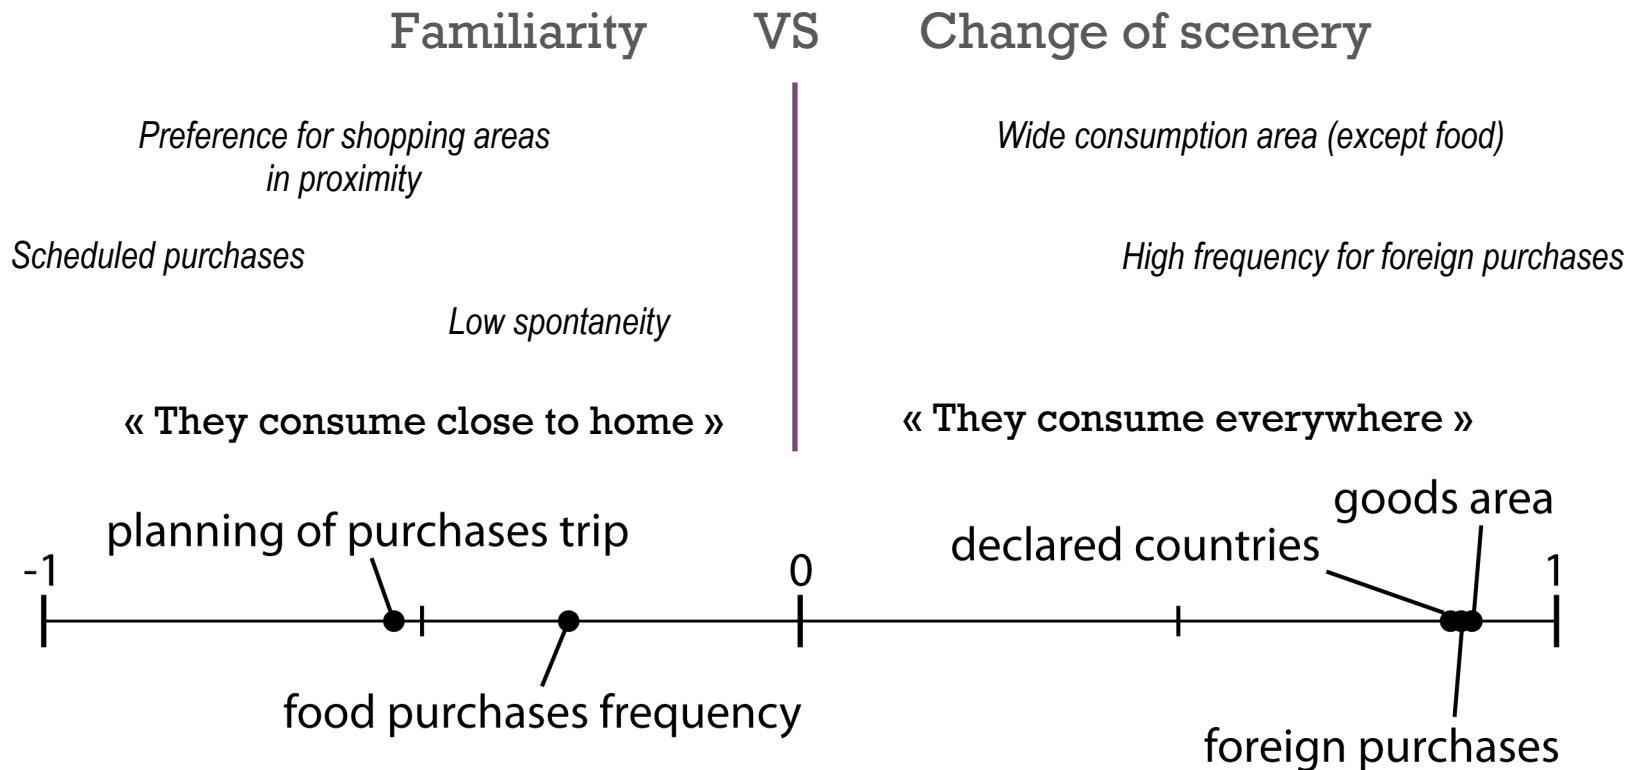 Familiarity VS Change of scenery
Preference for shopping areas
in proximity
Wide consumption area (except food)
Scheduled purchases
High frequency for foreign purchases
Low spontaneity
« They consume close to home »
« They consume everywhere »
goods area
planning of purchases trip
declared countries
-1
0
1
food purchases frequency
foreign purchases